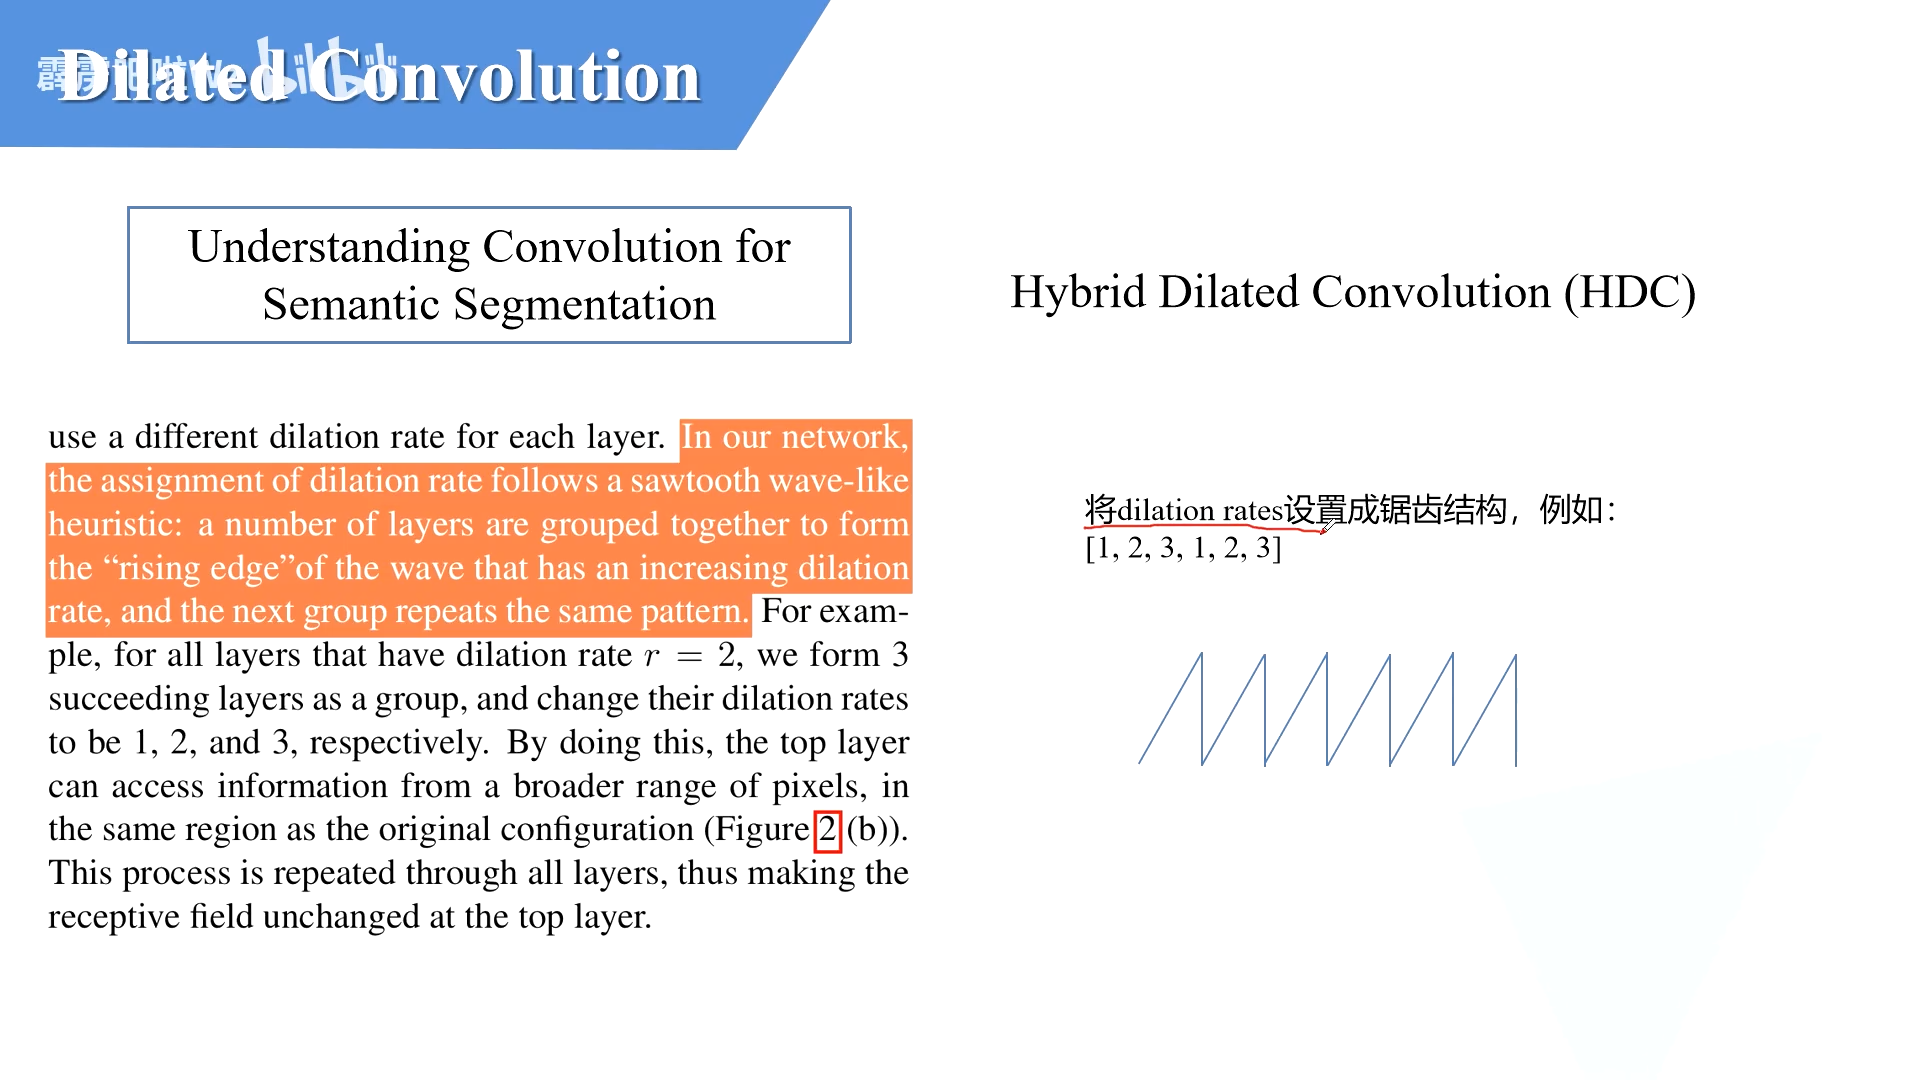 Dilated Convolution
Understanding Convolution for
Semantic Segmentation
Hybrid Dilated Convolution (HDC)
use a different dilation rate for each layer. In our network,
the assignment of dilation rate follows a sawtooth wave-like
heuristic: a number of layers are grouped together to form
the “rising edge”of the wave that has an increasing dilation
rate, and the next group repeats the same pattern. For exam-
ple, for all layers that have dilation rate r = 2, we form 3
succeeding layers as a group, and change their dilation rates
to be 1, 2, and 3, respectively. By doing this, the top layer
can access information from a broader range of pixels, in
the same region as the original configuration (Figure 2 (b)).
This process is repeated through all layers, thus making the
receptive field unchanged at the top layer.
将dilation rates设置成锯齿结构，例如：
[1, 2, 3, 1, 2, 3]